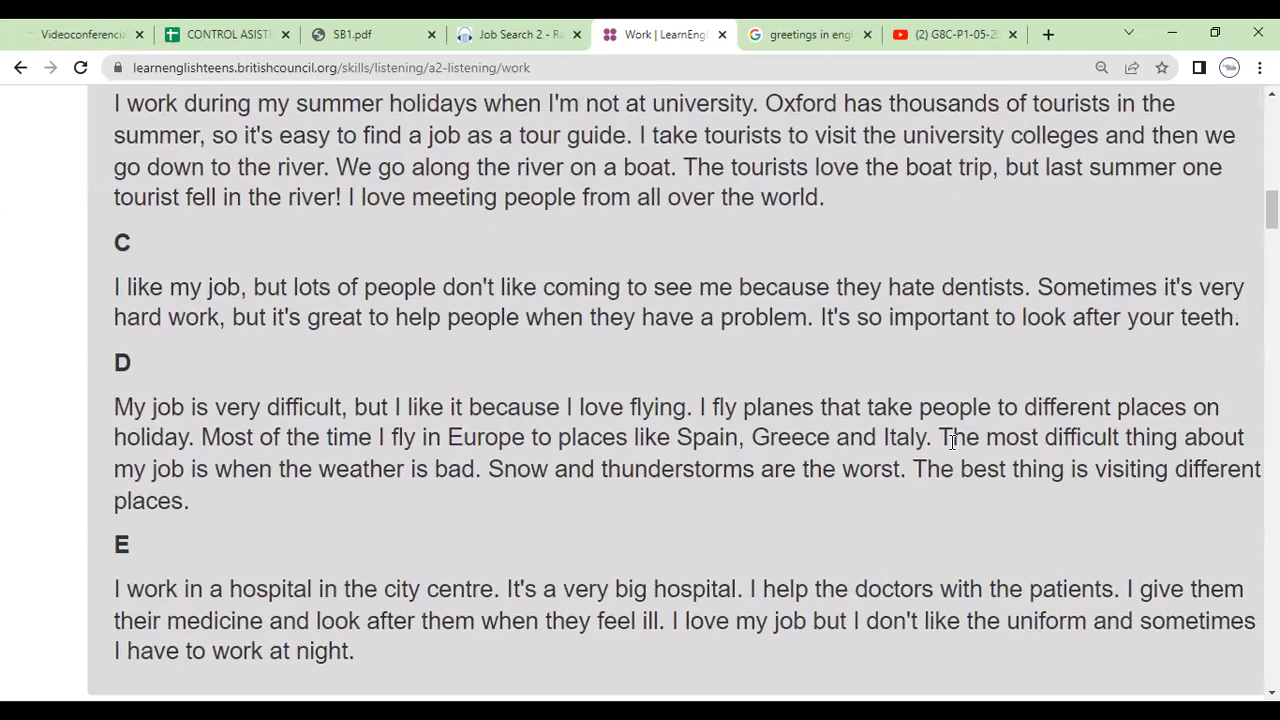 Videoconferencia
CONTROL ASISTE
SB1.pdf
Job Search 2 - Ra
Work | LearnEngl
greetings in engl
(2) G8C-P1-05-2
learnenglishteens.britishcouncil.org/skills/listening/a2-listening/work
I work during my summer holidays when I'm not at university. Oxford has thousands of tourists in the
summer, so it's easy to find a job as a tour guide. I take tourists to visit the university colleges and then we
go down to the river. We go along the river on a boat. The tourists love the boat trip, but last summer one
tourist fell in the river! I love meeting people from all over the world.
C
I like my job, but lots of people don't like coming to see me because they hate dentists. Sometimes it's very
hard work, but it's great to help people when they have a problem. It's so important to look after your teeth.
D
My job is very difficult, but I like it because I love flying. I fly planes that take people to different places on
holiday. Most of the time I fly in Europe to places like Spain, Greece and Italy. The most difficult thing about
my job is when the weather is bad. Snow and thunderstorms are the worst. The best thing is visiting different
places.
E
I work in a hospital in the city centre. It's a very big hospital. I help the doctors with the patients. I give them
their medicine and look after them when they feel ill. I love my job but I don't like the uniform and sometimes
I have to work at night.